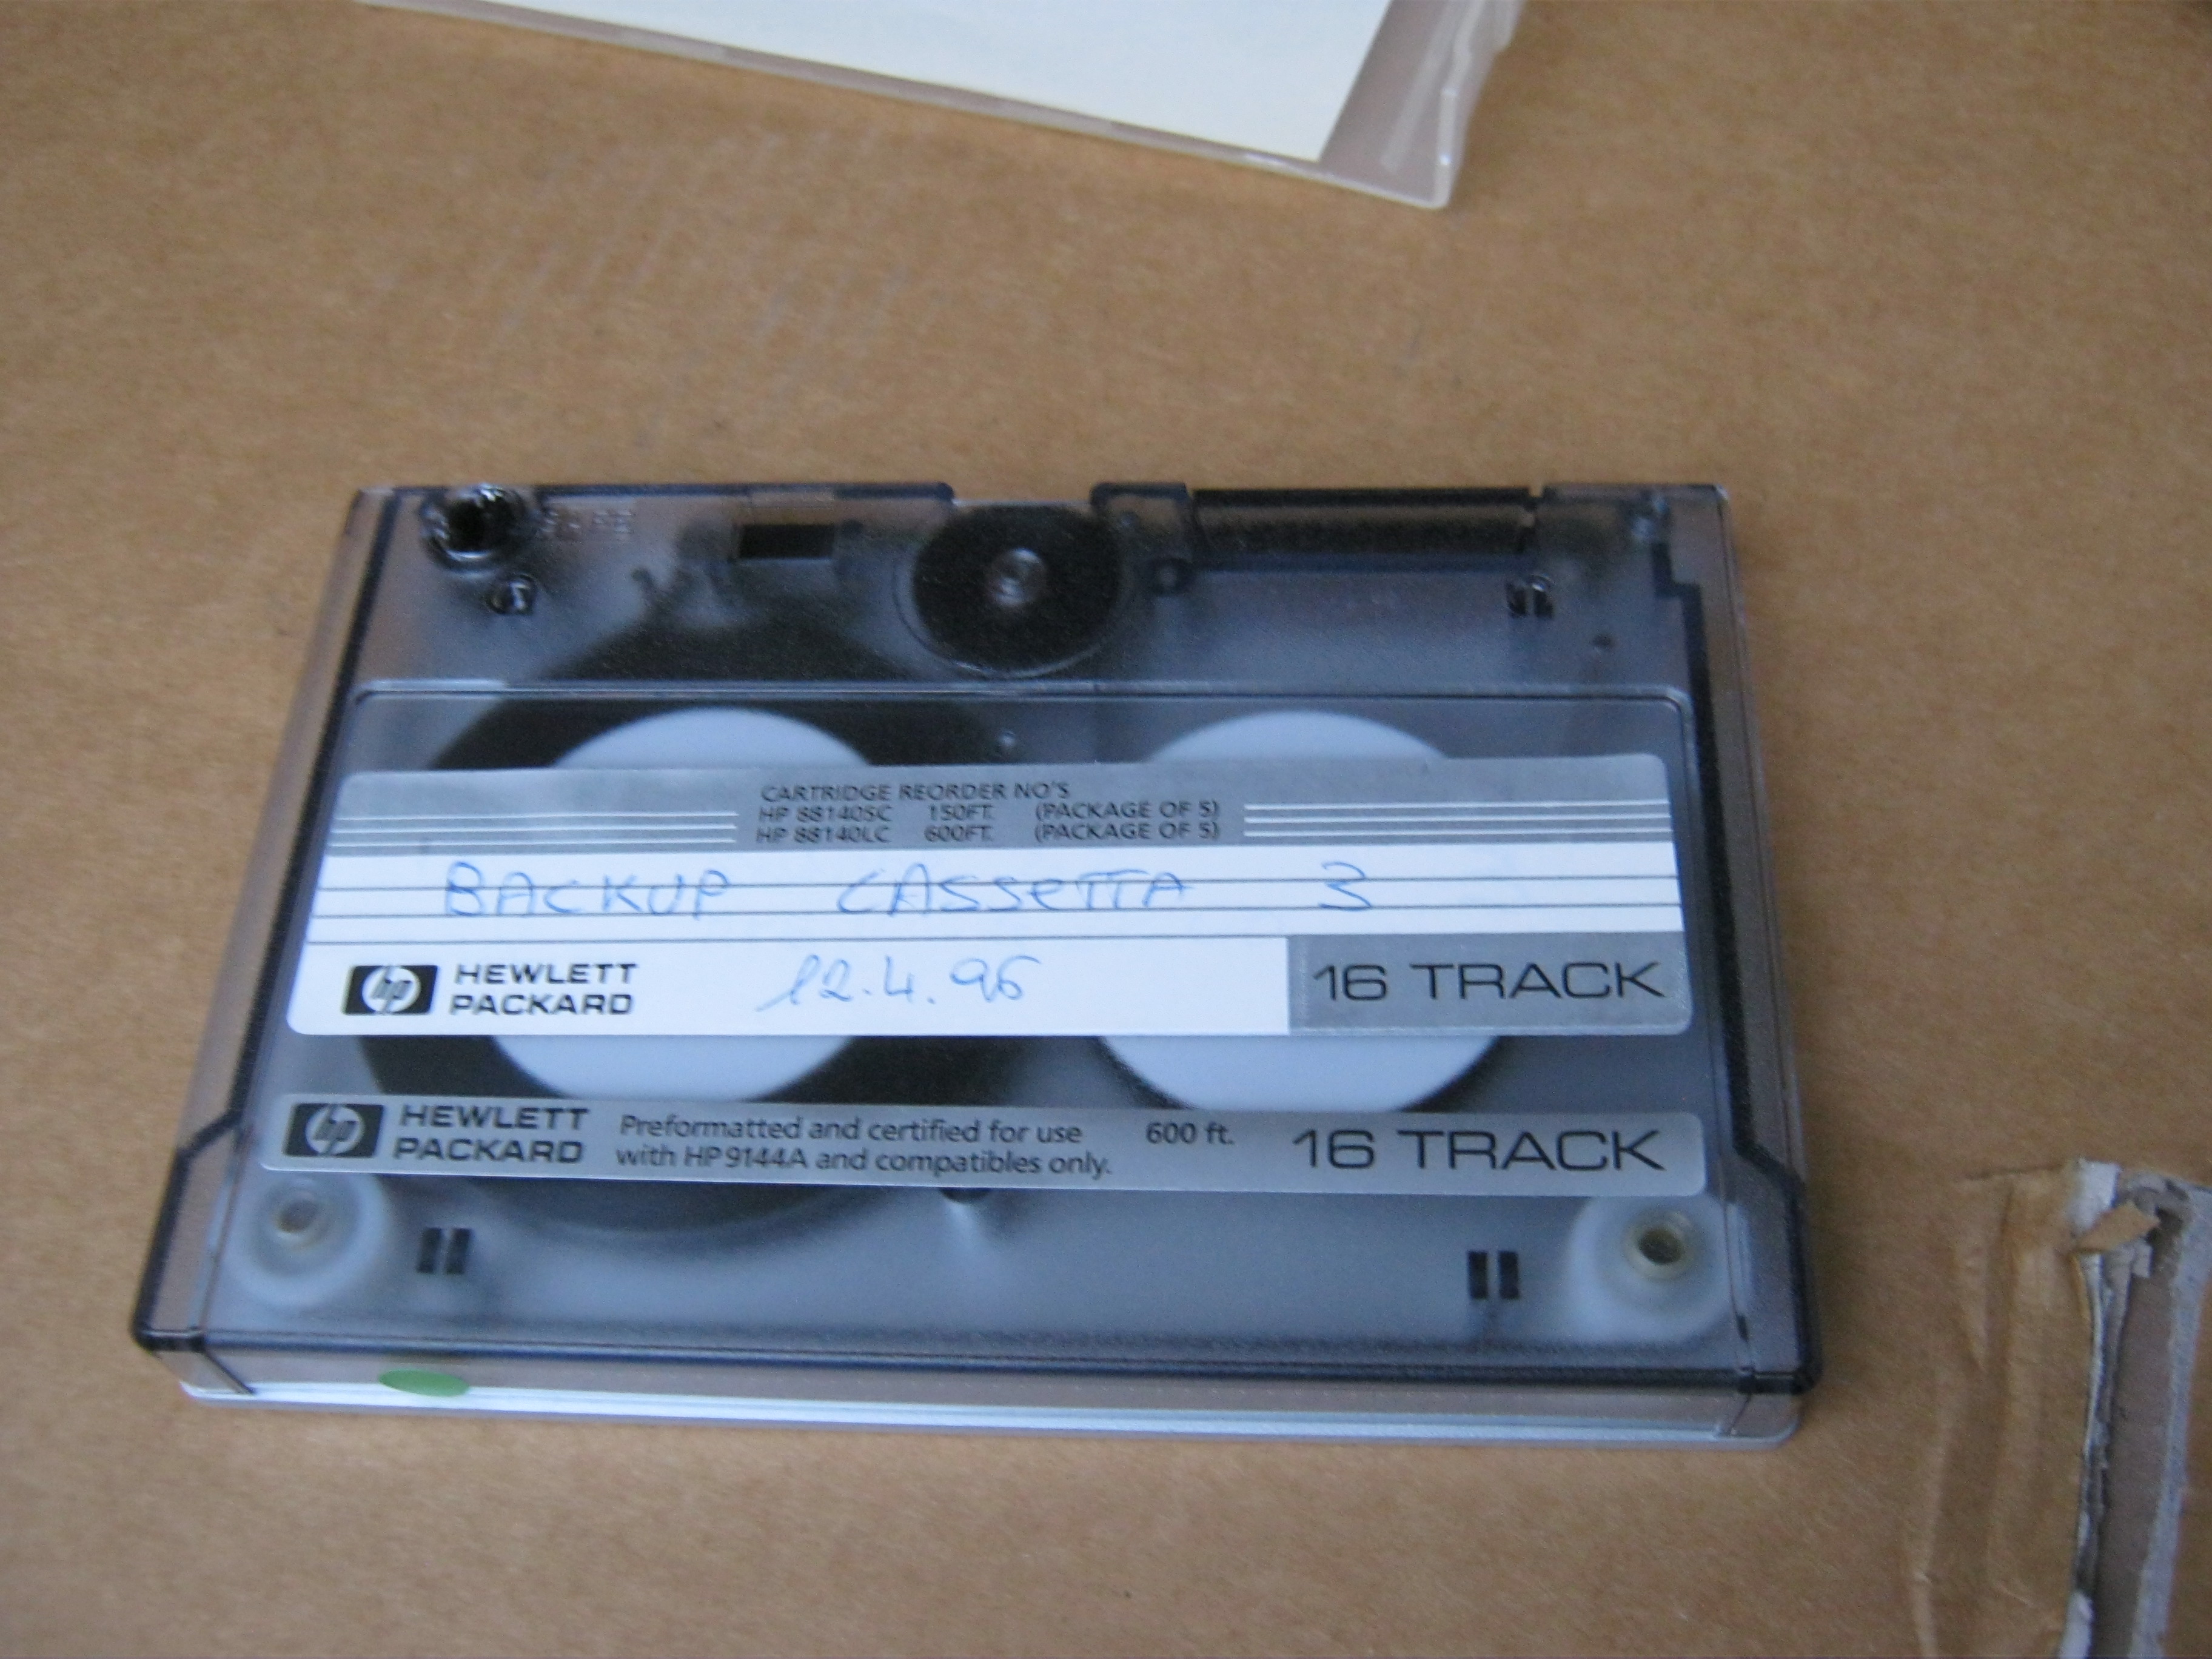 CARTRIDGE REORDER NO'S
HP 88140SC 150FT. (PACKAGE OF 5)
HP 88140LC 600FT. (PACKAGE OF 5)
BACKUP CASSETTA 3
hp HEWLETT PACKARD
12.4.96
16 TRACK
hp HEWLETT PACKARD
Preformatted and certified for use
with HP 9144A and compatibles only.
600 ft.
16 TRACK